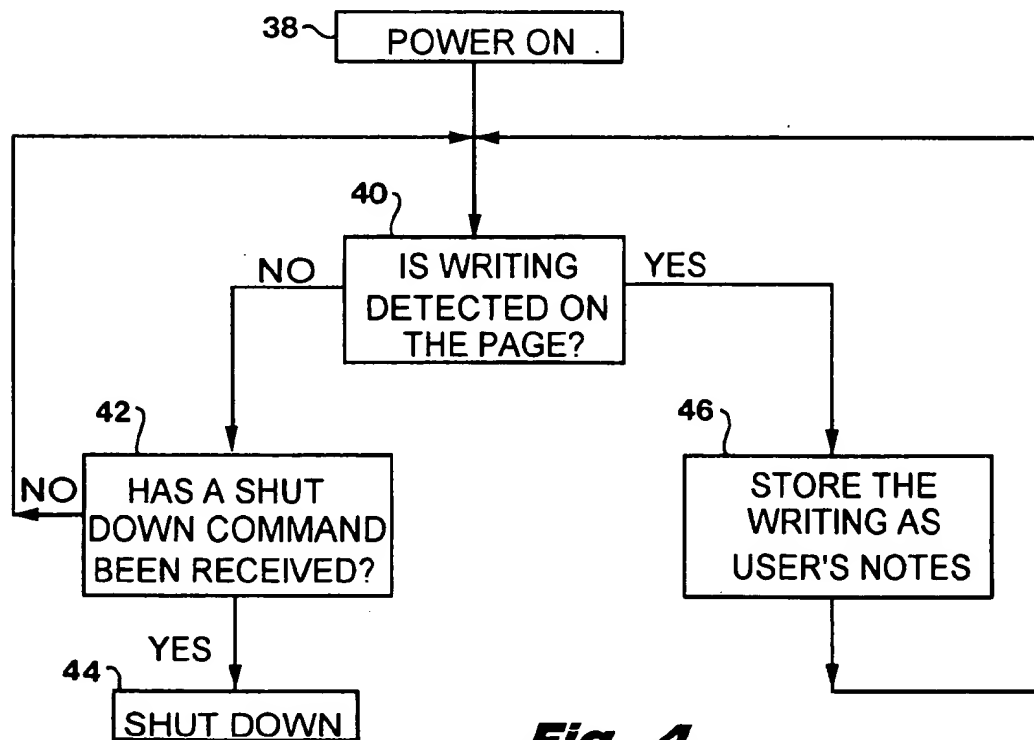 38
POWER ON
40
IS WRITING
DETECTED ON
THE PAGE?
NO
YES
42
HAS A SHUT
DOWN COMMAND
BEEN RECEIVED?
NO
46
STORE THE
WRITING AS
USER'S NOTES
YES
44
SHUT DOWN
Fig. 4